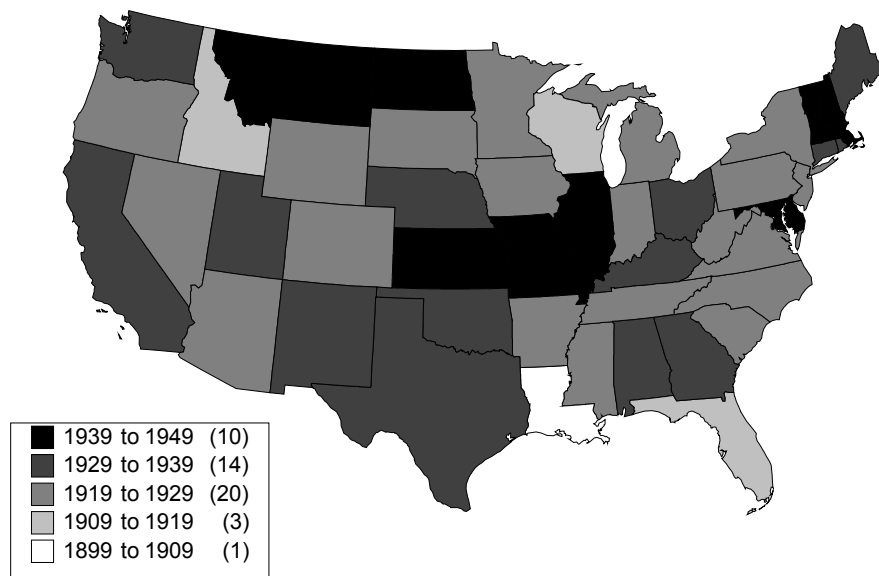 1939 to 1949 (10)
1929 to 1939 (14)
1919 to 1929 (20)
1909 to 1919 (3)
1899 to 1909 (1)